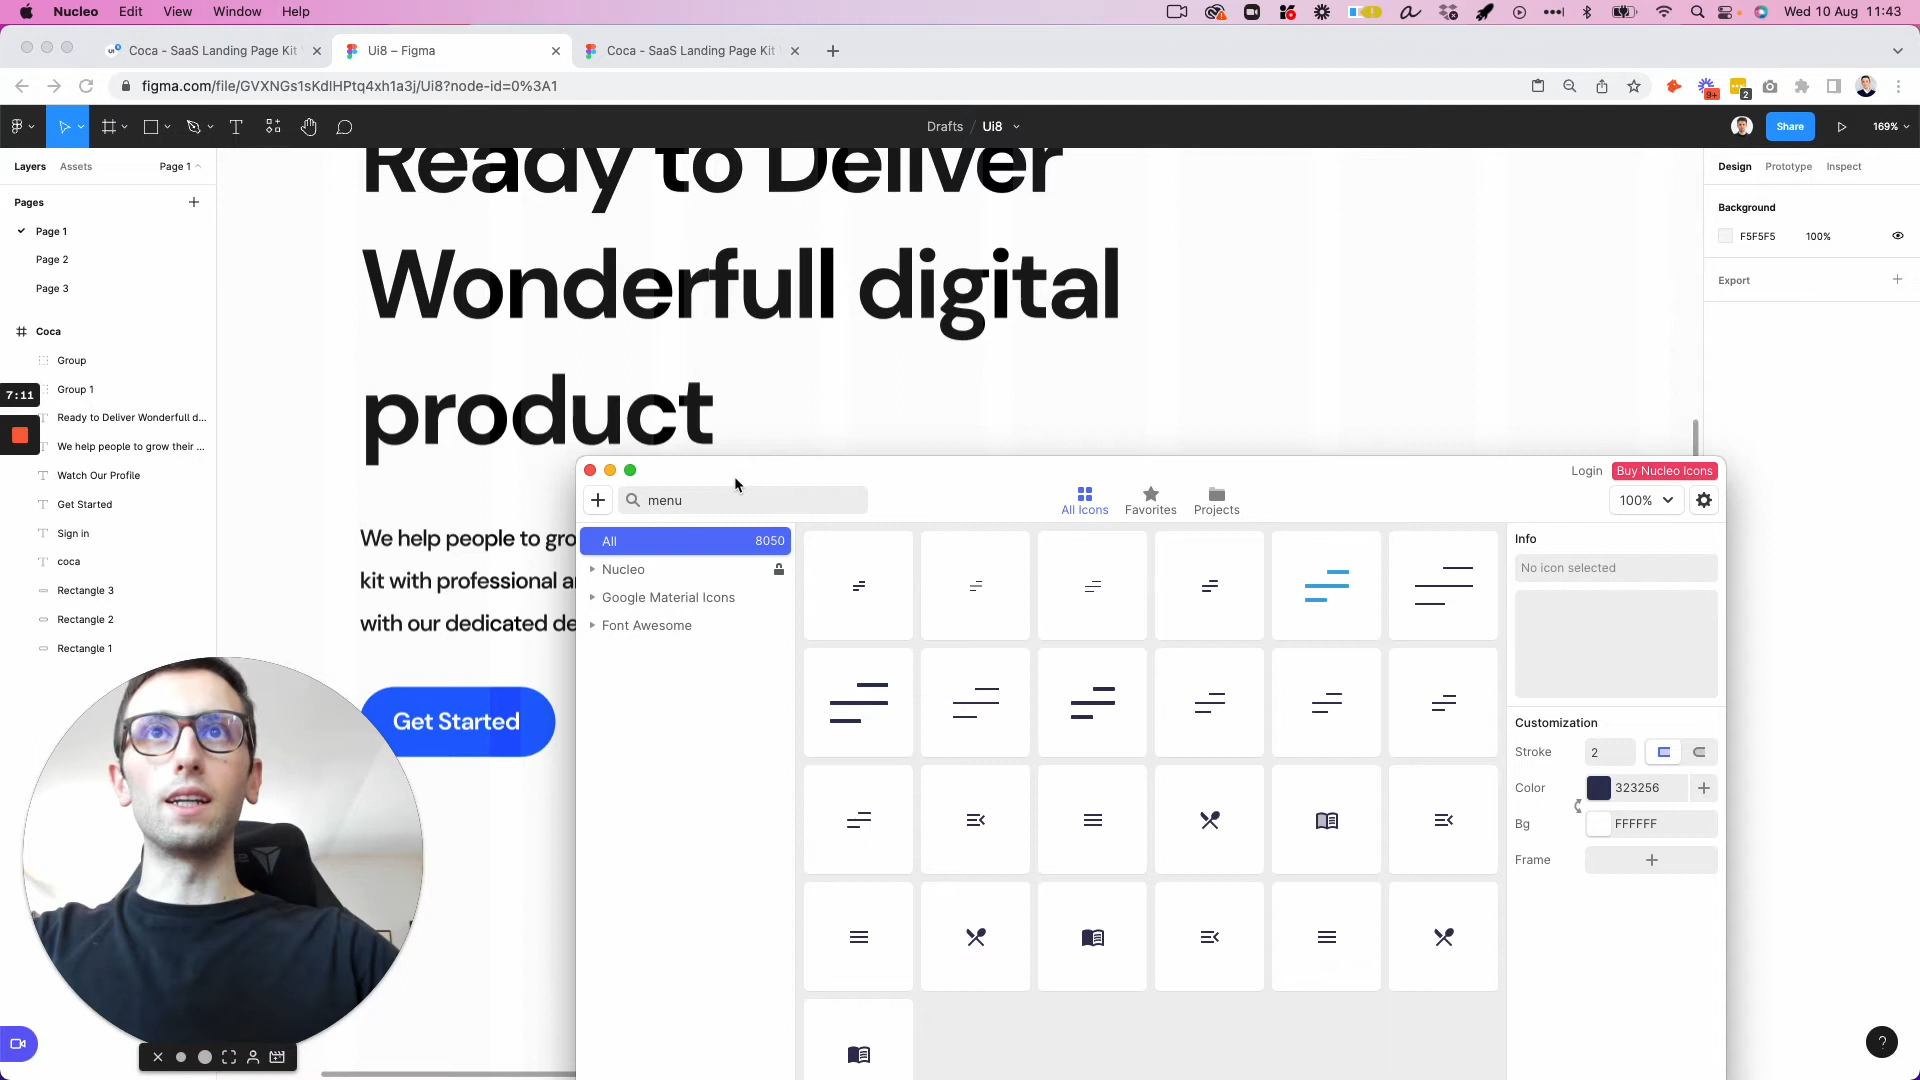 Nucleo Edit View Window Help Wed 10 Aug 11:43
Coca - SaaS Landing Page Kit Ui8 – Figma Coca - SaaS Landing Page Kit
figma.com/file/GVXNGs1sKdlHPtq4xh1a3j/Ui8?node-id=0%3A1 9+ 2
Drafts / Ui8 Share 169%
Layers Assets Page 1
Pages
Page 1
Page 2
Page 3
Coca
Group
Group 1
7:11
Ready to Deliver Wonderfull d...
We help people to grow their ...
Watch Our Profile
Get Started
Sign in
coca
Rectangle 3
Rectangle 2
Rectangle 1
Ready to Deliver
Wonderfull digital
product
We help people to gro
kit with professional a
with our dedicated de
Get Started
Design Prototype Inspect
Background
F5F5F5 100%
Export
Login Buy Nucleo Icons
menu All Icons Favorites Projects 100%
All 8050
Nucleo
Google Material Icons
Font Awesome
Info
No icon selected
Customization
Stroke 2
Color 323256
Bg FFFFFF
Frame
?